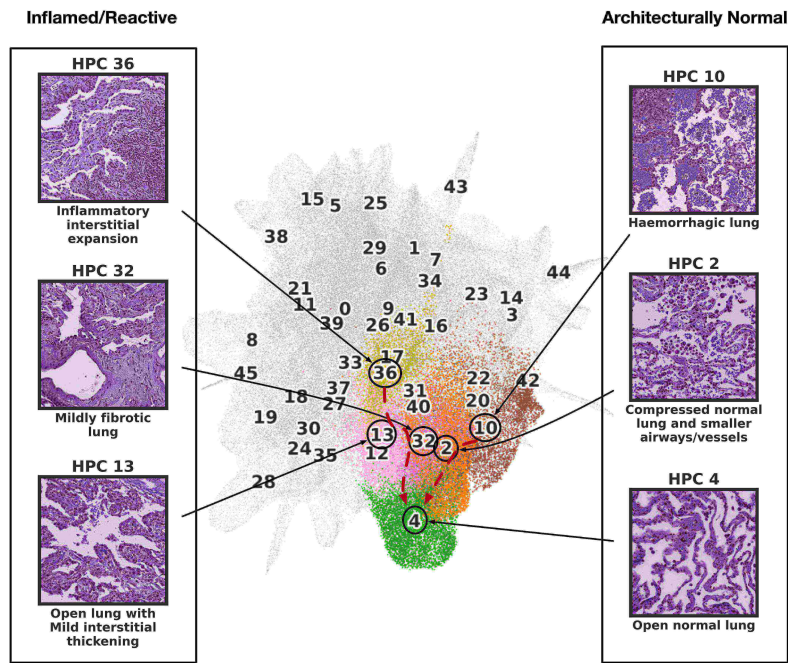 Inflamed/Reactive
Architecturally Normal
HPC 36
Inflammatory
interstitial
expansion
HPC 32
Mildly fibrotic
lung
HPC 13
Open lung with
Mild interstitial
thickening
43
15
5
25
38
29
1
7
6
44
34
21
23
14
11
0
9
3
39
26
41
16
8
17
33
45
36
22
42
37
31
18
27
40
20
19
30
13
32
2
10
24
35
12
28
4
HPC 10
Haemorrhagic lung
HPC 2
Compressed normal
lung and smaller
airways/vessels
HPC 4
Open normal lung